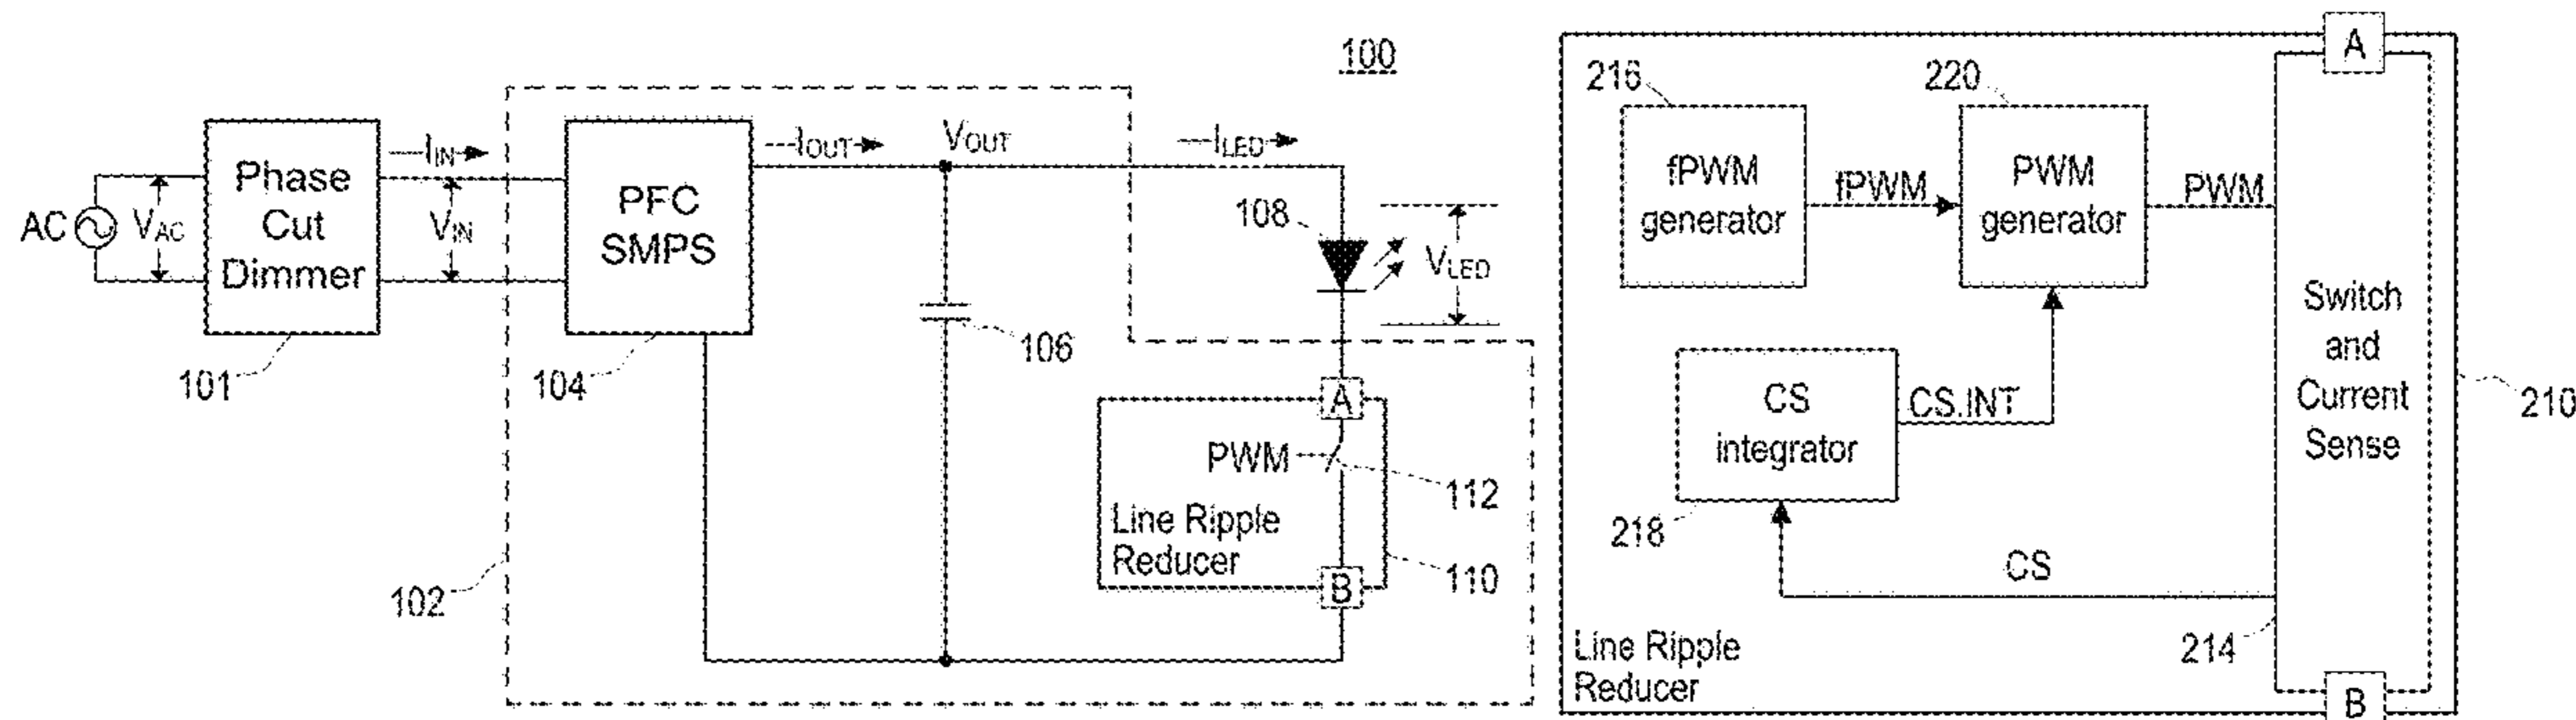 100
AC
VAC
Phase
Cut
Dimmer
101
IIN
VIN
PFC
SMPS
104
IOUT
VOUT
ILED
106
108
VLED
A
PWM
112
Line Ripple
Reducer
B
110
102
A
216
fPWM
generator
fPWM
220
PWM
generator
PWM
Switch
and
Current
Sense
210
CS
integrator
CS.INT
218
CS
214
Line Ripple
Reducer
B